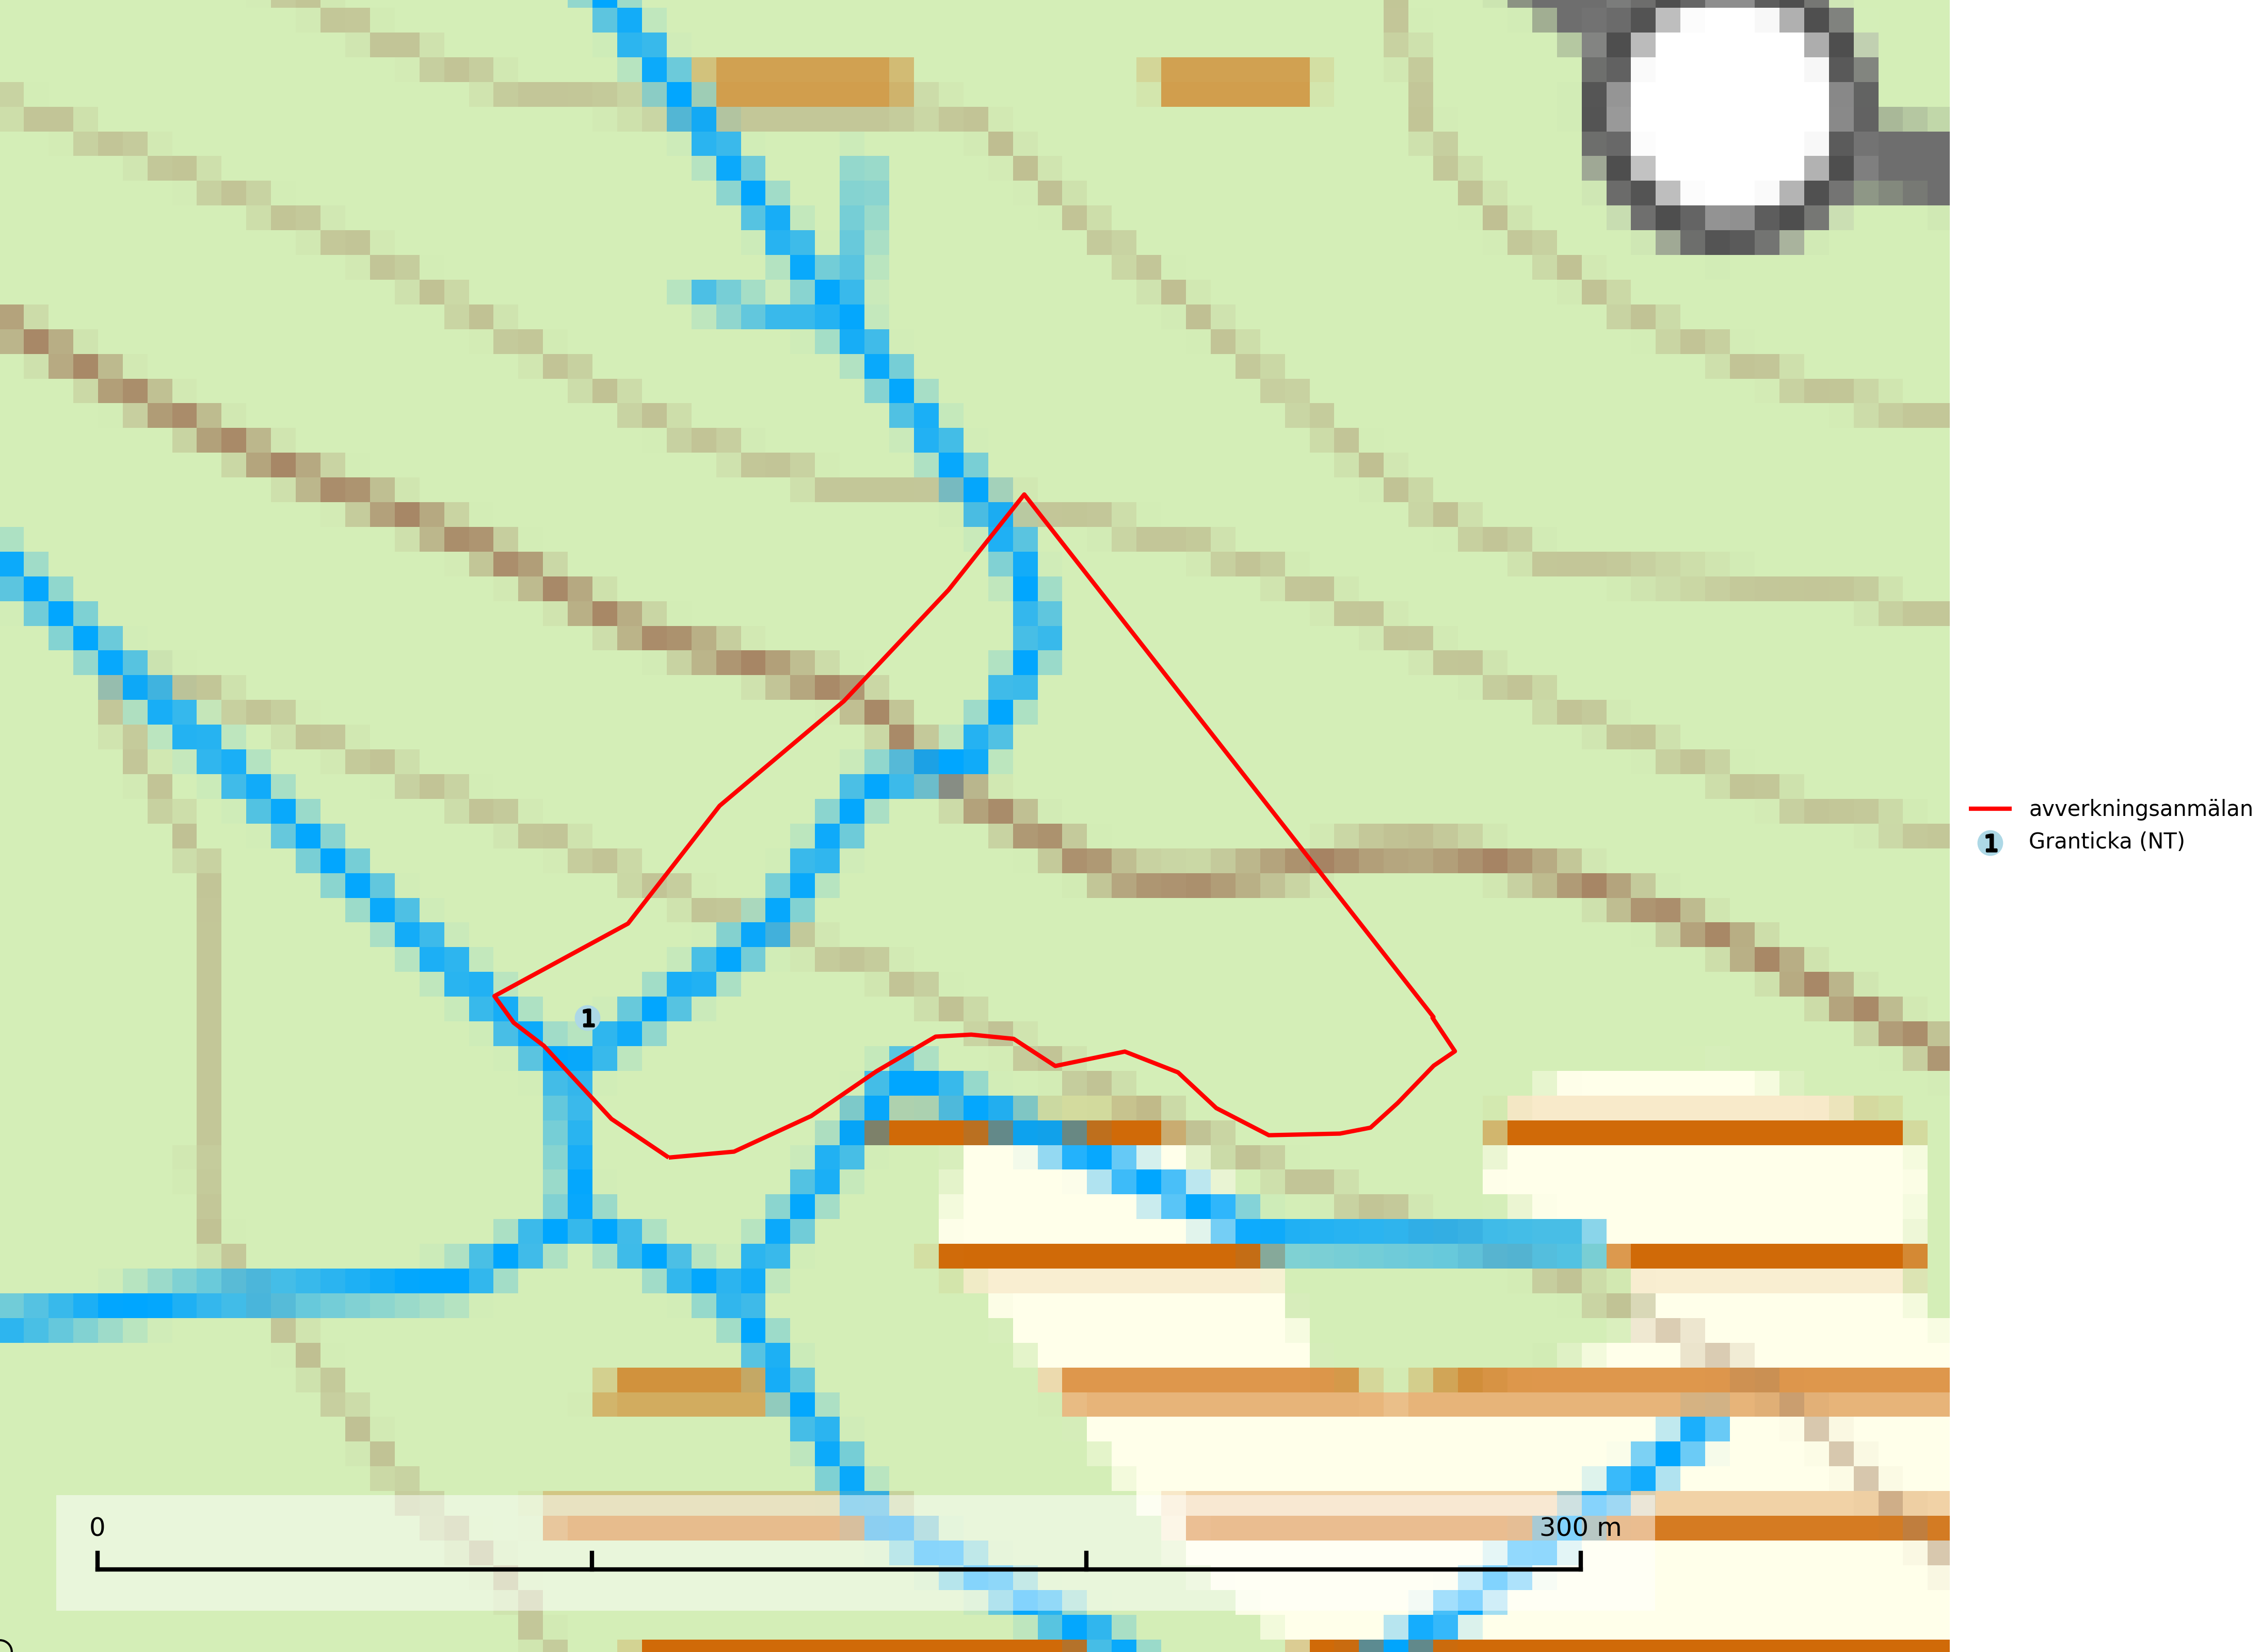 avverkningsanmälan
1 Granticka (NT)
1
0 300 m